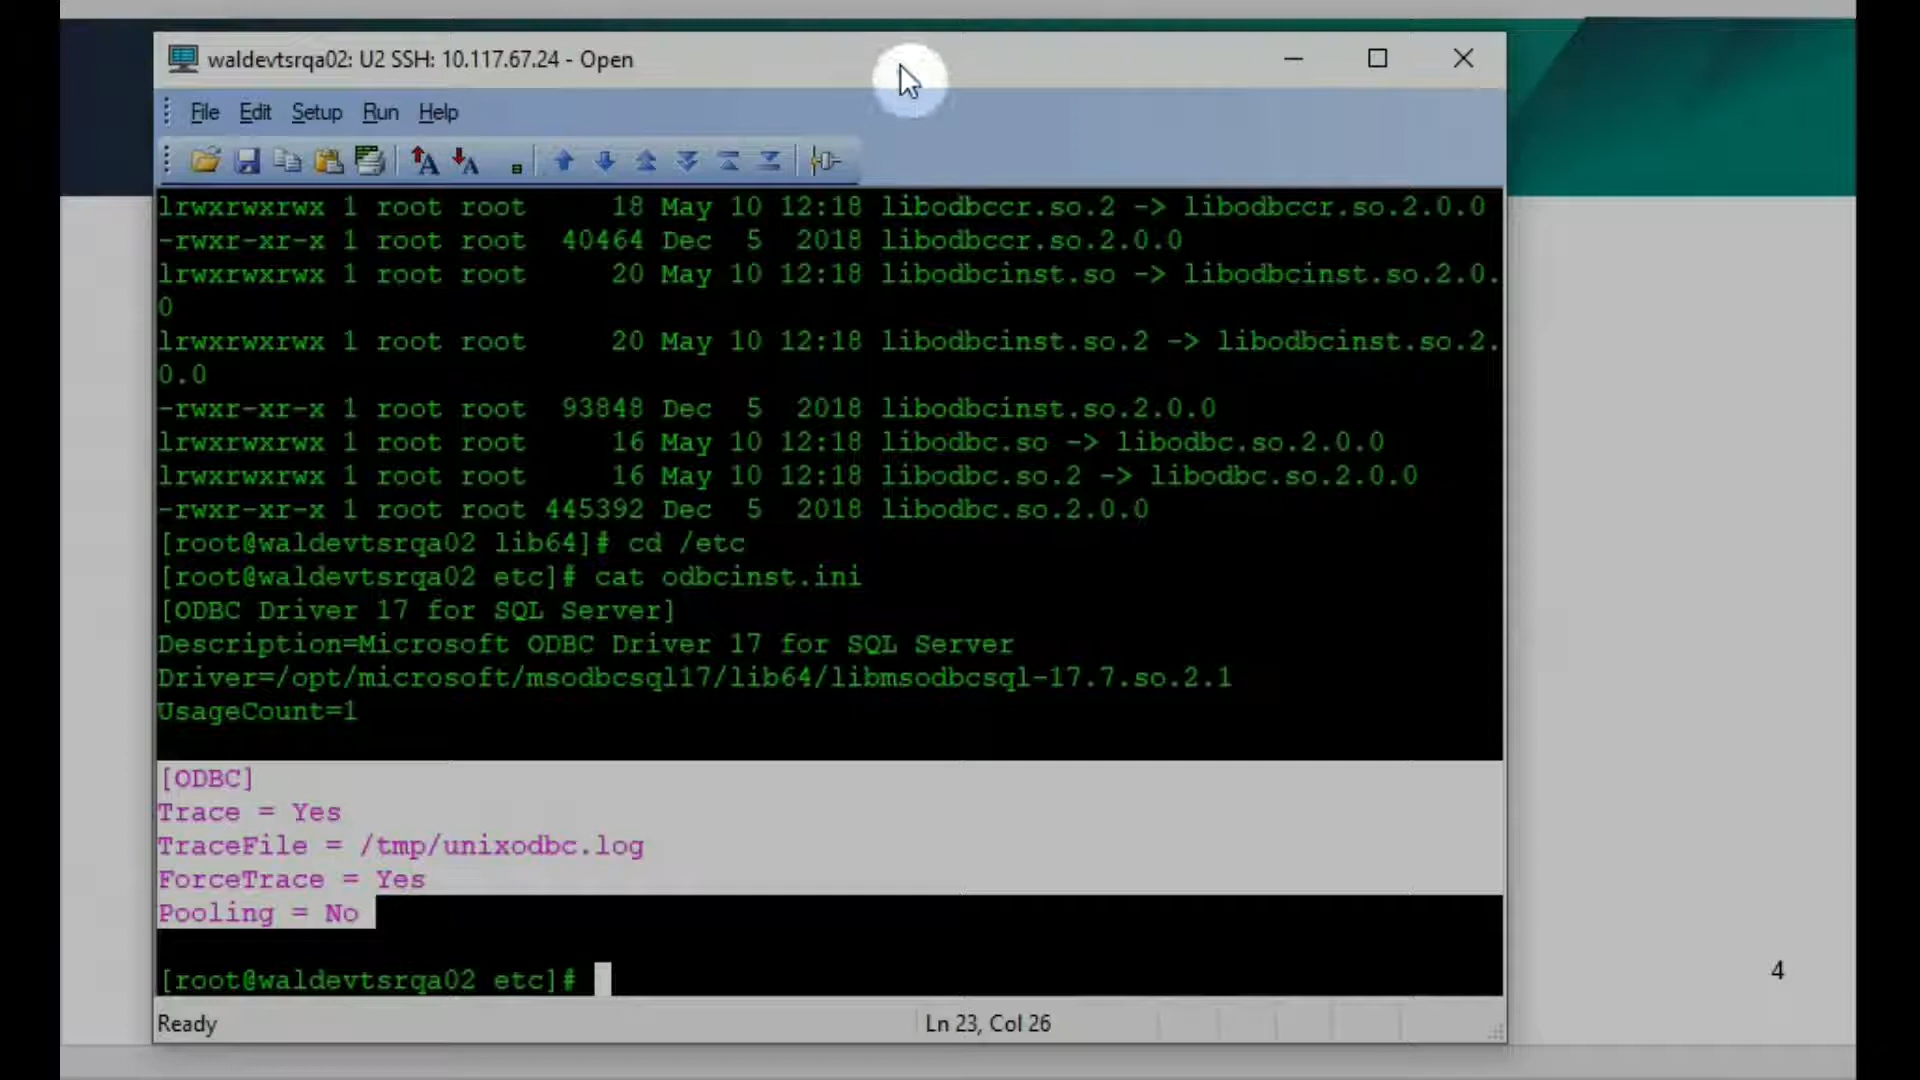 waldevtsrqa02: U2 SSH: 10.117.67.24 - Open
File Edit Setup Run Help
lrwxrwxrwx 1 root root 18 May 10 12:18 libodbccr.so.2 -> libodbccr.so.2.0.0
-rwxr-xr-x 1 root root 40464 Dec 5 2018 libodbccr.so.2.0.0
lrwxrwxrwx 1 root root 20 May 10 12:18 libodbcinst.so -> libodbcinst.so.2.0.
0
lrwxrwxrwx 1 root root 20 May 10 12:18 libodbcinst.so.2 -> libodbcinst.so.2.
0.0
-rwxr-xr-x 1 root root 93848 Dec 5 2018 libodbcinst.so.2.0.0
lrwxrwxrwx 1 root root 16 May 10 12:18 libodbc.so -> libodbc.so.2.0.0
lrwxrwxrwx 1 root root 16 May 10 12:18 libodbc.so.2 -> libodbc.so.2.0.0
-rwxr-xr-x 1 root root 445392 Dec 5 2018 libodbc.so.2.0.0
[root@waldevtsrqa02 lib64]# cd /etc
[root@waldevtsrqa02 etc]# cat odbcinst.ini
[ODBC Driver 17 for SQL Server]
Description=Microsoft ODBC Driver 17 for SQL Server
Driver=/opt/microsoft/msodbcsql17/lib64/libmsodbcsql-17.7.so.2.1
UsageCount=1
[ODBC]
Trace = Yes
TraceFile = /tmp/unixodbc.log
ForceTrace = Yes
Pooling = No
[root@waldevtsrqa02 etc]#
4
Ready Ln 23, Col 26